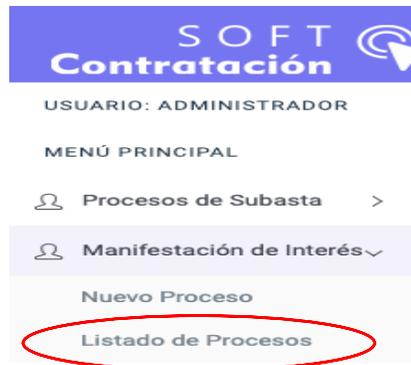 SOFT
Contratación
USUARIO: ADMINISTRADOR
MENÚ PRINCIPAL
Procesos de Subasta >
Manifestación de Interés
Nuevo Proceso
Listado de Procesos